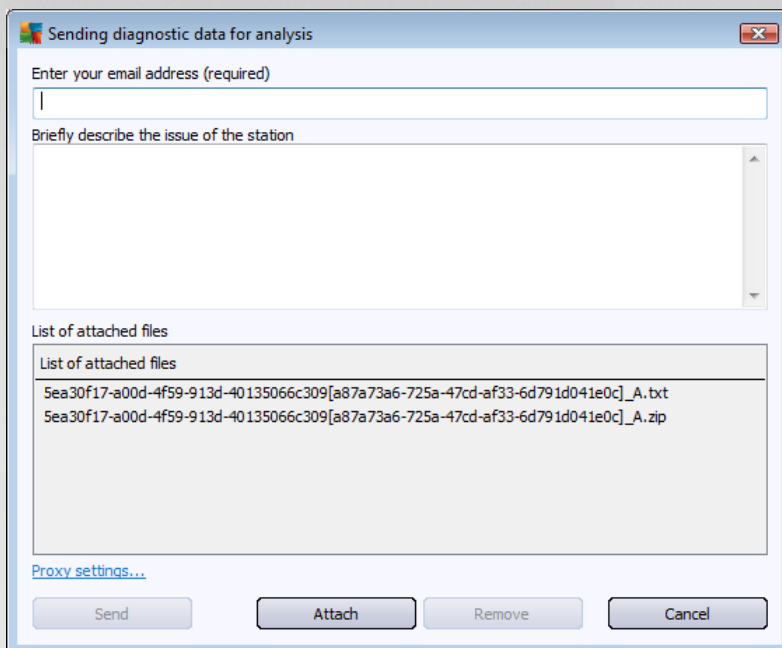 Sending diagnostic data for analysis
Enter your email address (required)
Briefly describe the issue of the station
List of attached files
List of attached files
5ea30f17-a00d-4f59-913d-40135066c309[a87a73a6-725a-47cd-af33-6d791d041e0c]_A.txt
5ea30f17-a00d-4f59-913d-40135066c309[a87a73a6-725a-47cd-af33-6d791d041e0c]_A.zip
Proxy settings...
Send Attach Remove Cancel